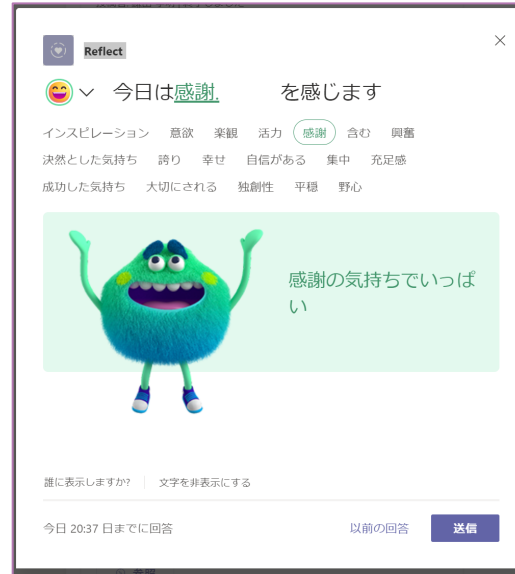 Reflect
今日は感謝. を感じます
インスピレーション 意欲 楽観 活力 感謝 含む 興奮
決然とした気持ち 誇り 幸せ 自信がある 集中 充足感
成功した気持ち 大切にされる 独創性 平穏 野心
感謝の気持ちでいっぱ
い
誰に表示しますか? 文字を非表示にする
今日 20:37 日までに回答 以前の回答 送信